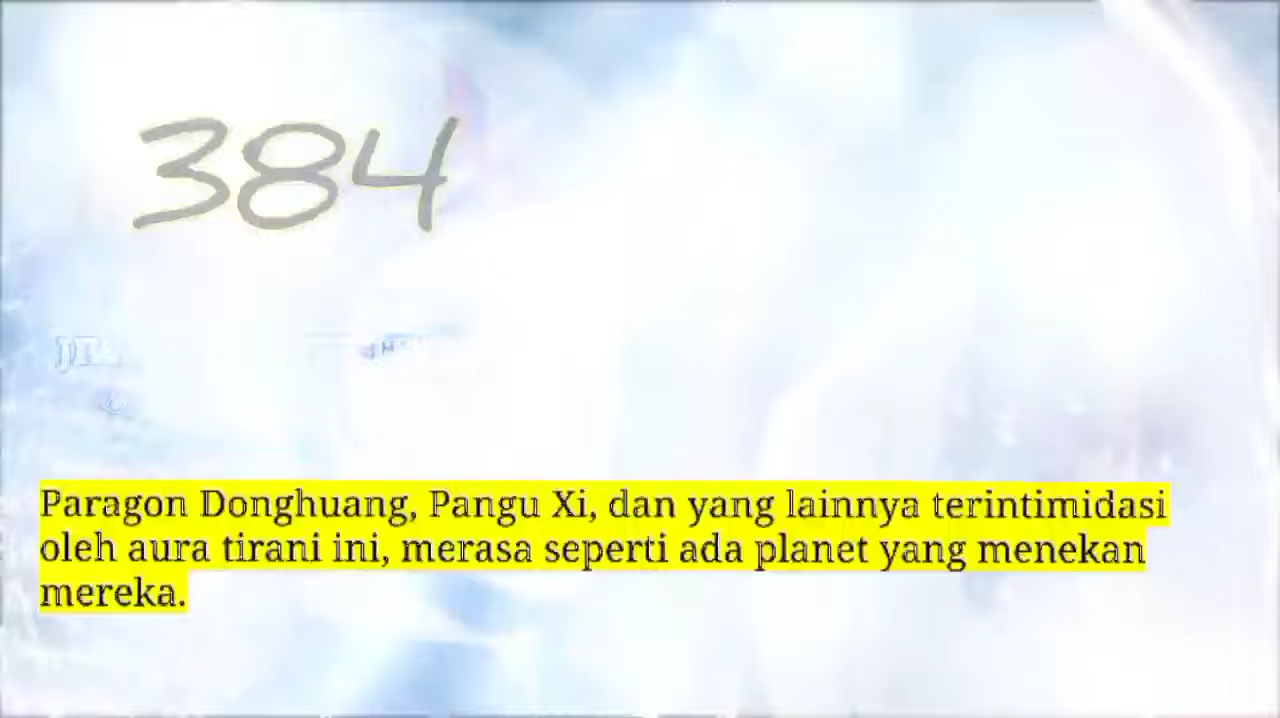 384
Paragon Donghuang, Pangu Xi, dan yang lainnya terintimidasi
oleh aura tirani ini, merasa seperti ada planet yang menekan
mereka.